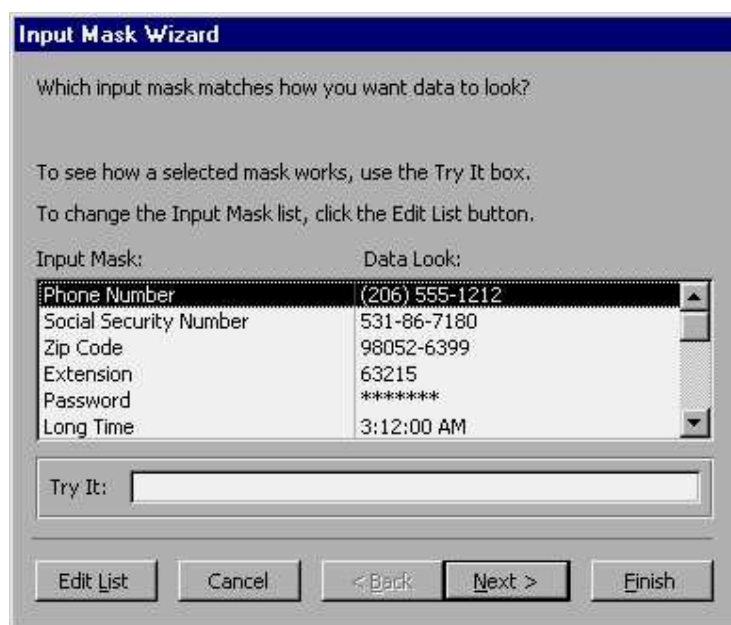 Input Mask Wizard
Which input mask matches how you want data to look?
To see how a selected mask works, use the Try It box.
To change the Input Mask list, click the Edit List button.
Input Mask: Data Look:
Phone Number (206) 555-1212
Social Security Number 531-86-7180
Zip Code 98052-6399
Extension 63215
Password *******
Long Time 3:12:00 AM
Try It:
Edit List Cancel < Back Next > Finish